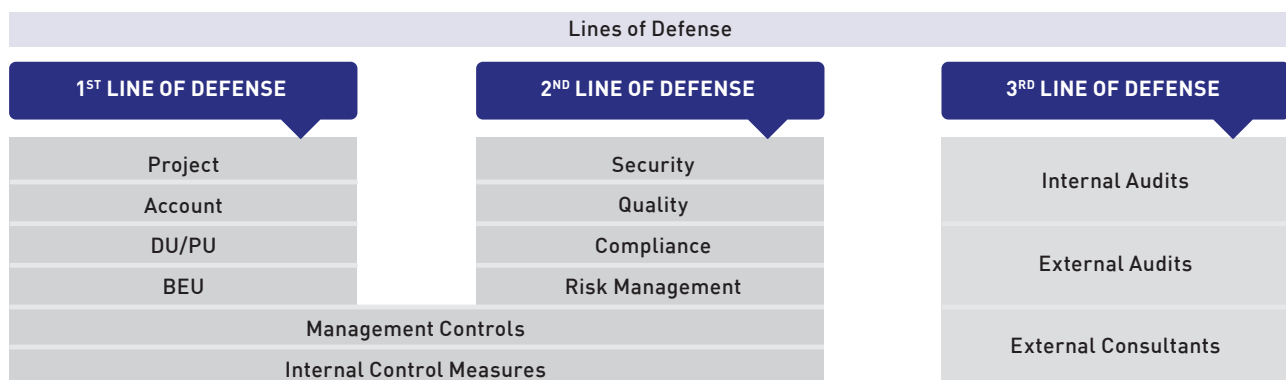 Lines of Defense
1ST LINE OF DEFENSE
Project
Account
DU/PU
BEU
2ND LINE OF DEFENSE
Security
Quality
Compliance
Risk Management
Management Controls
Internal Control Measures
3RD LINE OF DEFENSE
Internal Audits
External Audits
External Consultants